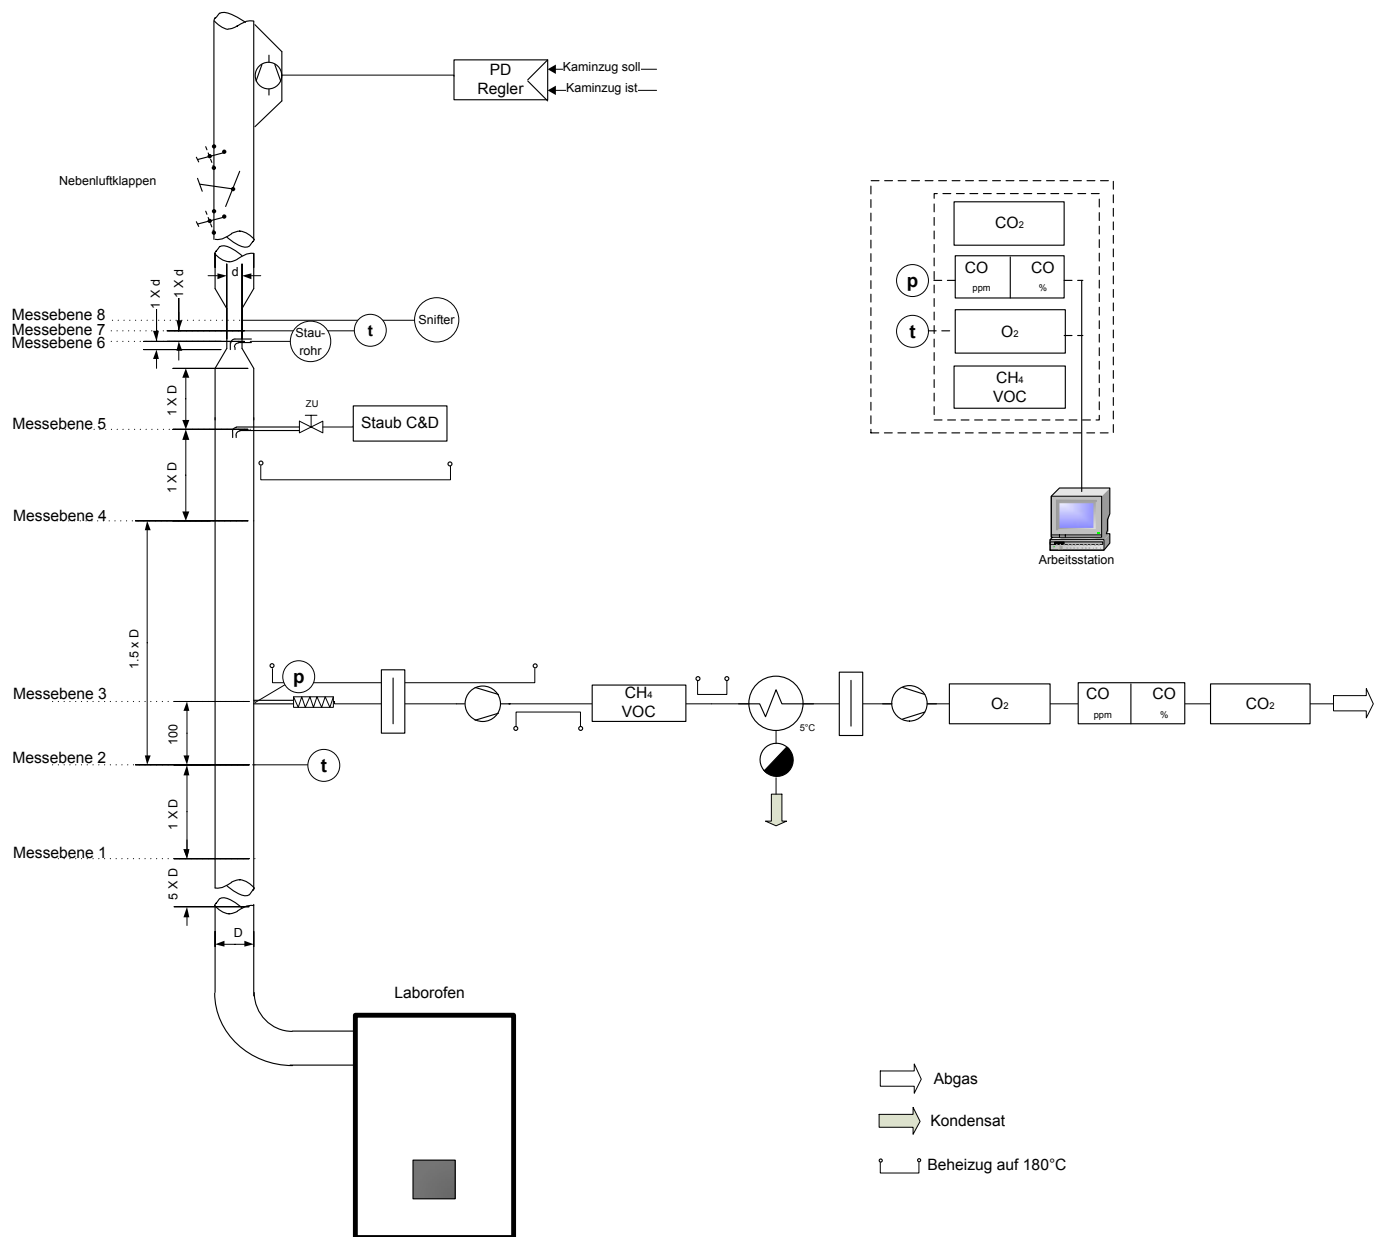 PD
Regler
Kaminzug soll
Kaminzug ist
Nebenluftklappen
CO2
CO
ppm
CO
%
p
t
O2
CH4
VOC
Arbeitsstation
d
1 X d
1 X d
Messebene 8
Messebene 7
Messebene 6
Snifter
t
Stau-
rohr
1 X D
Messebene 5
ZU
Staub C&D
1 X D
Messebene 4
1.5 x D
Messebene 3
p
CH4
VOC
5°C
O2
CO
ppm
CO
%
CO2
100
Messebene 2
t
1 X D
Messebene 1
5 X D
D
Laborofen
Abgas
Kondensat
Beheizug auf 180°C